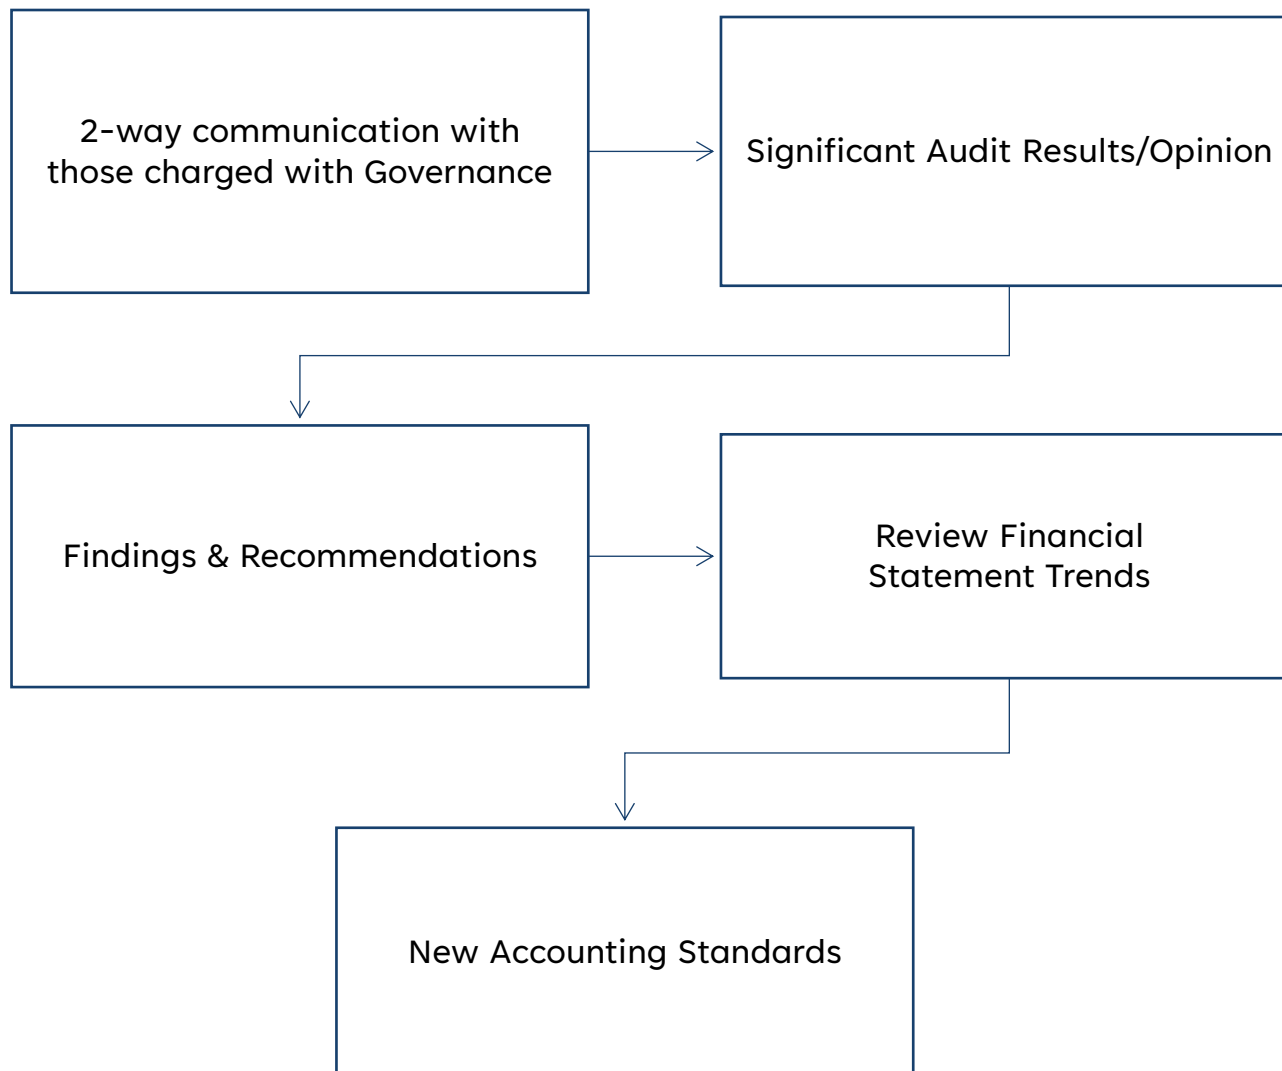 2-way communication with
those charged with Governance
Significant Audit Results/Opinion
Findings & Recommendations
Review Financial
Statement Trends
New Accounting Standards